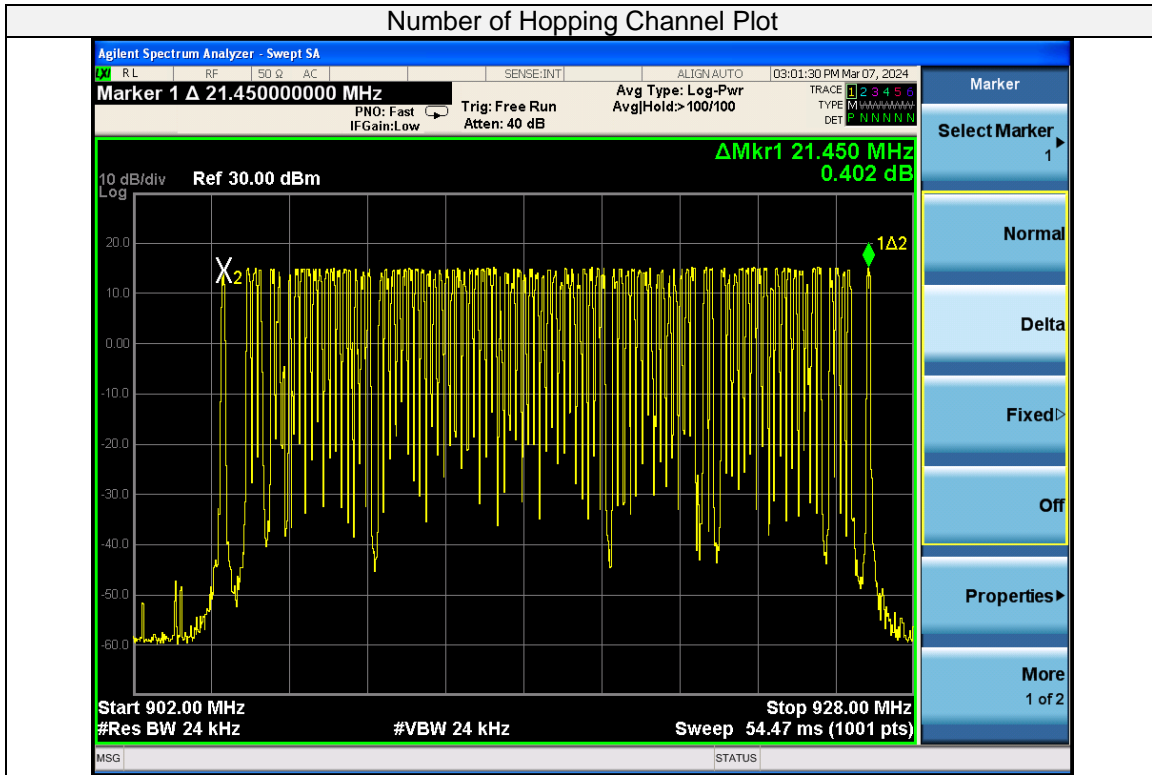 Number of Hopping Channel Plot
Agilent Spectrum Analyzer - Swept SA
LXI RL RF 50 Ω AC SENSE:INT ALIGN AUTO 03:01:30 PM Mar 07, 2024
Marker 1 Δ 21.450000000 MHz
PNO: Fast
IFGain:Low
Trig: Free Run
Atten: 40 dB
Avg Type: Log-Pwr
Avg|Hold:>100/100
TRACE 1 2 3 4 5 6
TYPE M
DET P N N N N N
ΔMkr1 21.450 MHz
0.402 dB
10 dB/div Ref 30.00 dBm
Log
20.0
10.0
0.00
-10.0
-20.0
-30.0
-40.0
-50.0
-60.0
X2
1Δ2
Start 902.00 MHz Stop 928.00 MHz
#Res BW 24 kHz #VBW 24 kHz Sweep 54.47 ms (1001 pts)
MSG STATUS
Marker
Select Marker
1
Normal
Delta
Fixed
Off
Properties
More
1 of 2